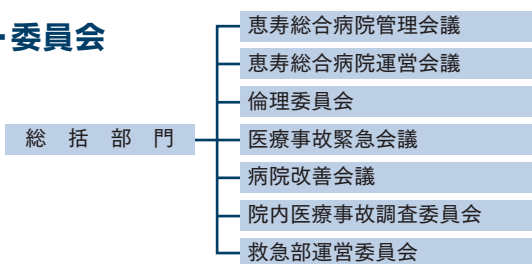 ・委員会
恵寿総合病院管理会議
恵寿総合病院運営会議
倫理委員会
総括部門
医療事故緊急会議
病院改善会議
院内医療事故調査委員会
救急部運営委員会